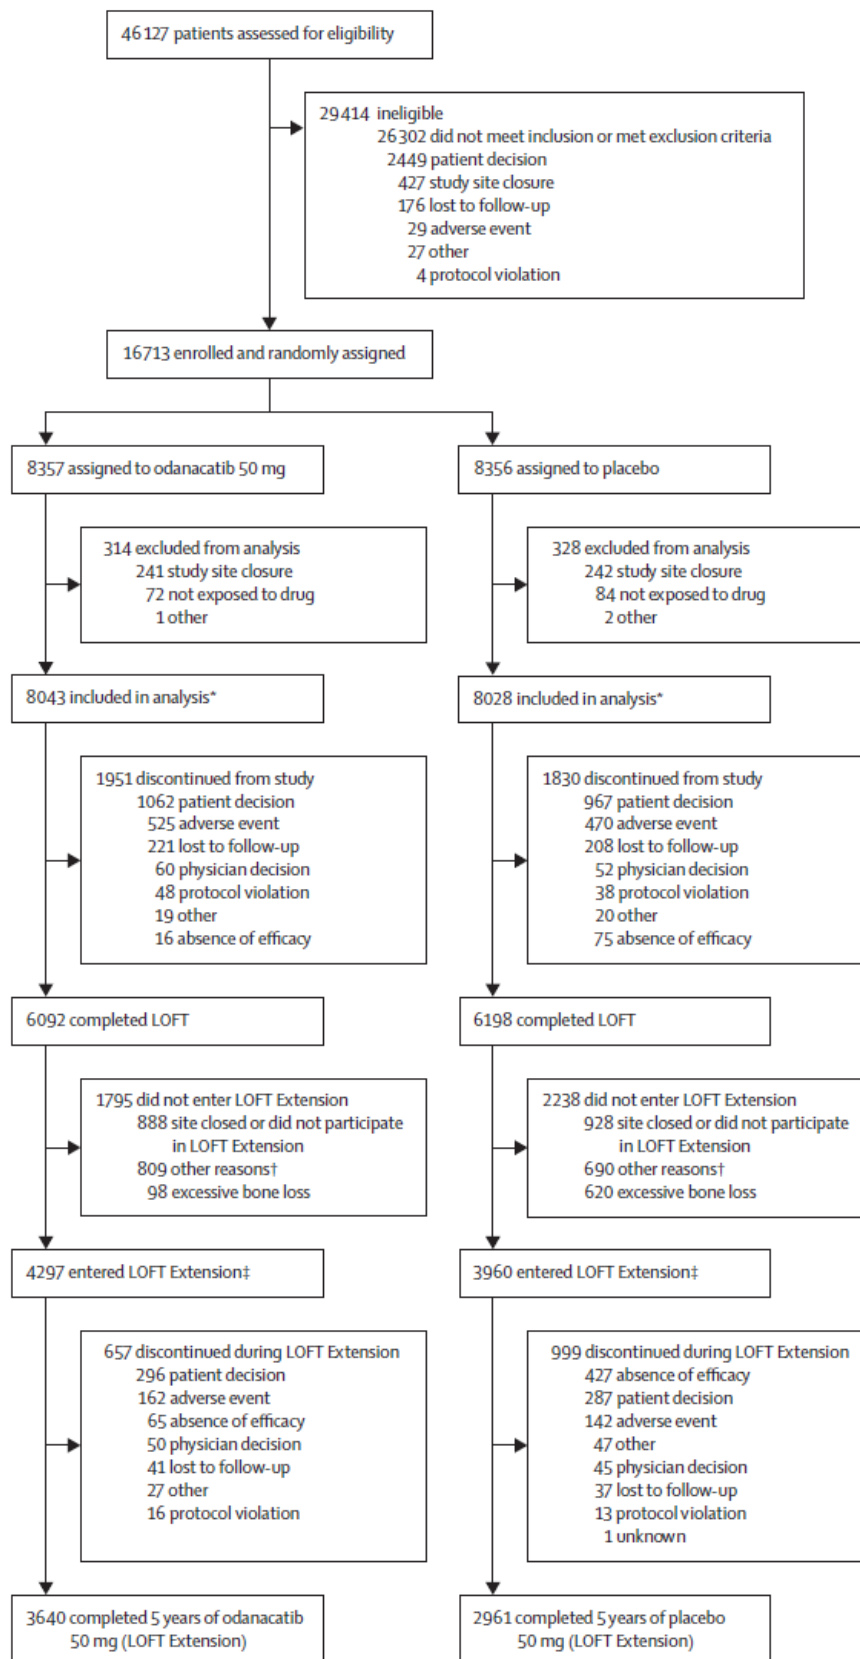 46127 patients assessed for eligibility
29414 ineligible
26302 did not meet inclusion or met exclusion criteria
2449 patient decision
427 study site closure
176 lost to follow-up
29 adverse event
27 other
4 protocol violation
16713 enrolled and randomly assigned
8357 assigned to odanacatib 50 mg
8356 assigned to placebo
314 excluded from analysis
241 study site closure
72 not exposed to drug
1 other
328 excluded from analysis
242 study site closure
84 not exposed to drug
2 other
8043 included in analysis*
8028 included in analysis*
1951 discontinued from study
1062 patient decision
525 adverse event
221 lost to follow-up
60 physician decision
48 protocol violation
19 other
16 absence of efficacy
1830 discontinued from study
967 patient decision
470 adverse event
208 lost to follow-up
52 physician decision
38 protocol violation
20 other
75 absence of efficacy
6092 completed LOFT
6198 completed LOFT
1795 did not enter LOFT Extension
888 site closed or did not participate
in LOFT Extension
809 other reasons†
98 excessive bone loss
2238 did not enter LOFT Extension
928 site closed or did not participate
in LOFT Extension
690 other reasons†
620 excessive bone loss
4297 entered LOFT Extension‡
3960 entered LOFT Extension‡
657 discontinued during LOFT Extension
296 patient decision
162 adverse event
65 absence of efficacy
50 physician decision
41 lost to follow-up
27 other
16 protocol violation
999 discontinued during LOFT Extension
427 absence of efficacy
287 patient decision
142 adverse event
47 other
45 physician decision
37 lost to follow-up
13 protocol violation
1 unknown
3640 completed 5 years of odanacatib
50 mg (LOFT Extension)
2961 completed 5 years of placebo
50 mg (LOFT Extension)